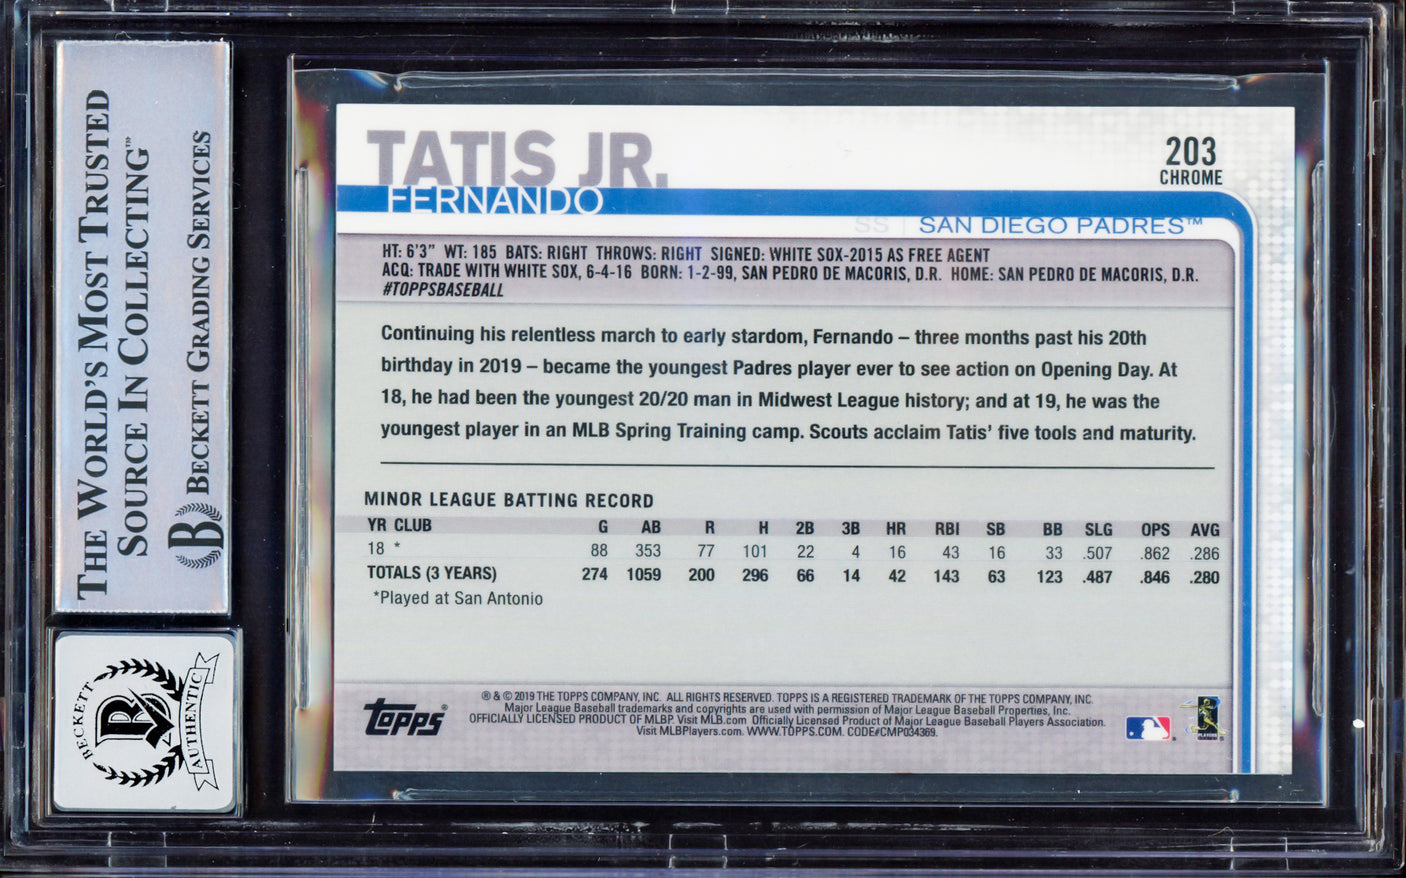 THE WORLD'S MOST TRUSTED
SOURCE IN COLLECTING™
BECKETT GRADING SERVICES
B
BECKETT
AUTHENTIC
TATIS JR.
FERNANDO
203
CHROME
SS | SAN DIEGO PADRES™
HT: 6'3" WT: 185 BATS: RIGHT THROWS: RIGHT SIGNED: WHITE SOX-2015 AS FREE AGENT
ACQ: TRADE WITH WHITE SOX, 6-4-16 BORN: 1-2-99, SAN PEDRO DE MACORIS, D.R. HOME: SAN PEDRO DE MACORIS, D.R.
#TOPPSBASEBALL
Continuing his relentless march to early stardom, Fernando – three months past his 20th
birthday in 2019 – became the youngest Padres player ever to see action on Opening Day. At
18, he had been the youngest 20/20 man in Midwest League history; and at 19, he was the
youngest player in an MLB Spring Training camp. Scouts acclaim Tatis' five tools and maturity.
MINOR LEAGUE BATTING RECORD
YR CLUB G AB R H 2B 3B HR RBI SB BB SLG OPS AVG
18 * 88 353 77 101 22 4 16 43 16 33 .507 .862 .286
TOTALS (3 YEARS) 274 1059 200 296 66 14 42 143 63 123 .487 .846 .280
*Played at San Antonio
Topps®
® & © 2019 THE TOPPS COMPANY, INC. ALL RIGHTS RESERVED. TOPPS IS A REGISTERED TRADEMARK OF THE TOPPS COMPANY, INC.
Major League Baseball trademarks and copyrights are used with permission of Major League Baseball Properties, Inc.
OFFICIALLY LICENSED PRODUCT OF MLBP. Visit MLB.com Officially Licensed Product of Major League Baseball Players Association.
Visit MLBPlayers.com. WWW.TOPPS.COM. CODE#CMP034369.
PLAYERS